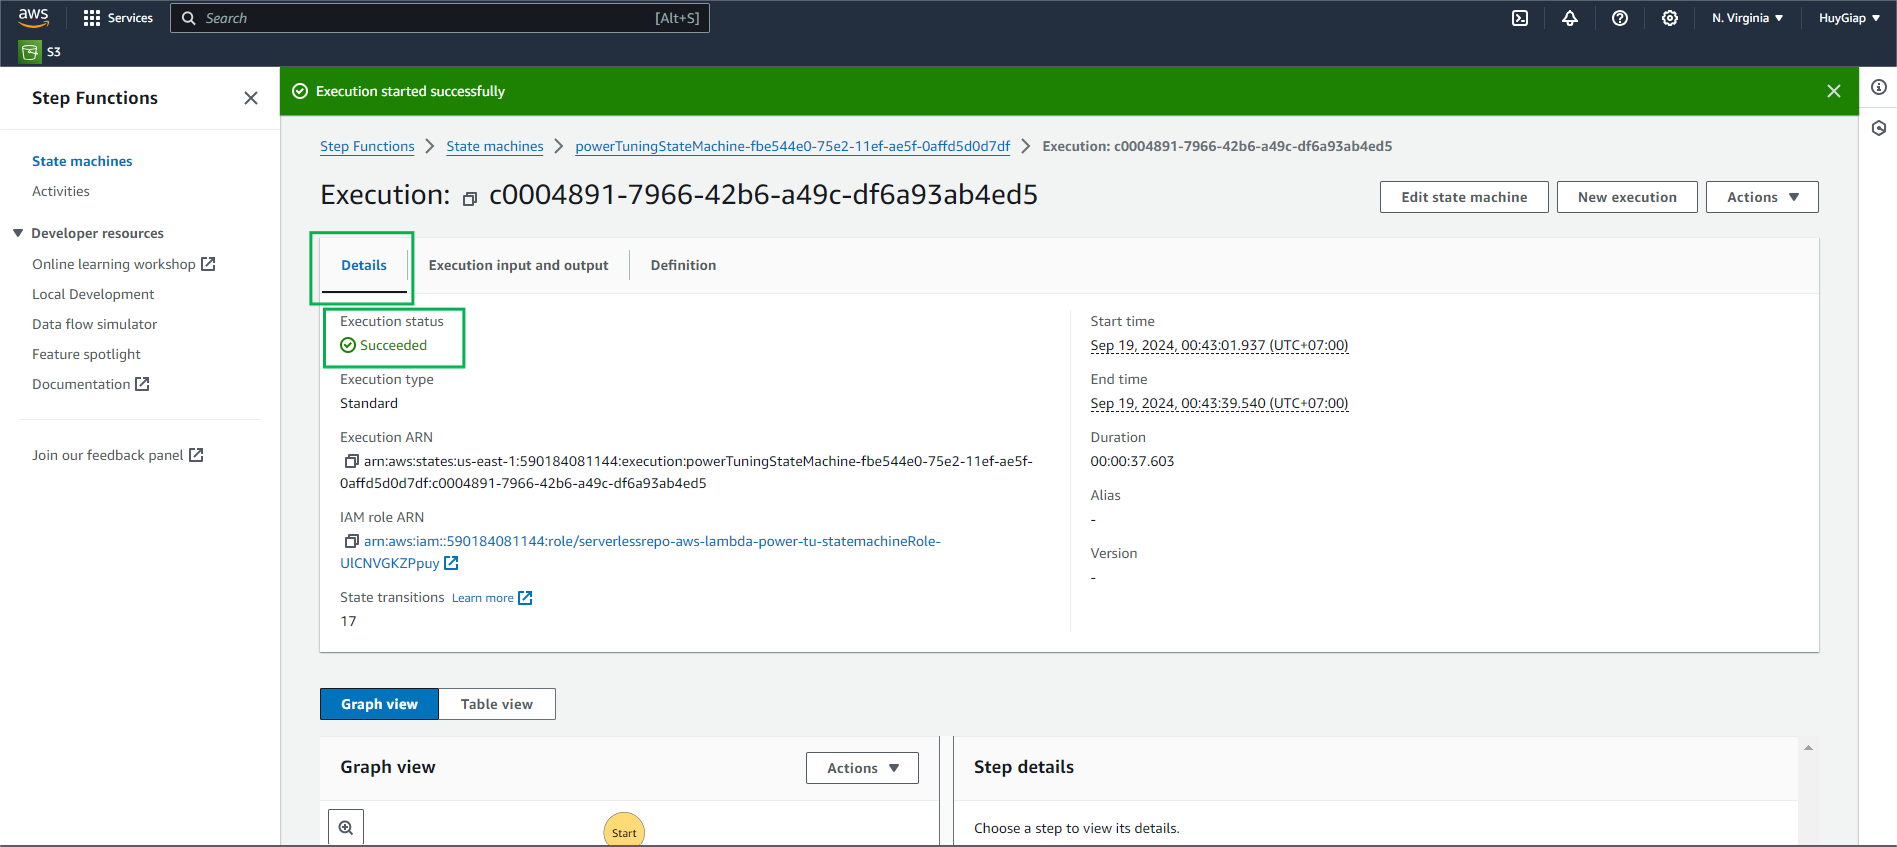 aws
Services
Search
[Alt+S]
N. Virginia
HuyGiap
S3
Step Functions
State machines
Activities
Developer resources
Online learning workshop
Local Development
Data flow simulator
Feature spotlight
Documentation
Join our feedback panel
Execution started successfully
Step Functions
State machines
powerTuningStateMachine-fbe544e0-75e2-11ef-ae5f-0affd5d0d7df
Execution: c0004891-7966-42b6-a49c-df6a93ab4ed5
Execution: c0004891-7966-42b6-a49c-df6a93ab4ed5
Edit state machine
New execution
Actions
Details
Execution input and output
Definition
Execution status
Succeeded
Execution type
Standard
Execution ARN
arn:aws:states:us-east-1:590184081144:execution:powerTuningStateMachine-fbe544e0-75e2-11ef-ae5f-
0affd5d0d7df:c0004891-7966-42b6-a49c-df6a93ab4ed5
IAM role ARN
arn:aws:iam::590184081144:role/serverlessrepo-aws-lambda-power-tu-statemachineRole-
UlCNVGKZPpuy
State transitions Learn more
17
Start time
Sep 19, 2024, 00:43:01.937 (UTC+07:00)
End time
Sep 19, 2024, 00:43:39.540 (UTC+07:00)
Duration
00:00:37.603
Alias
-
Version
-
Graph view
Table view
Graph view
Actions
Start
Step details
Choose a step to view its details.